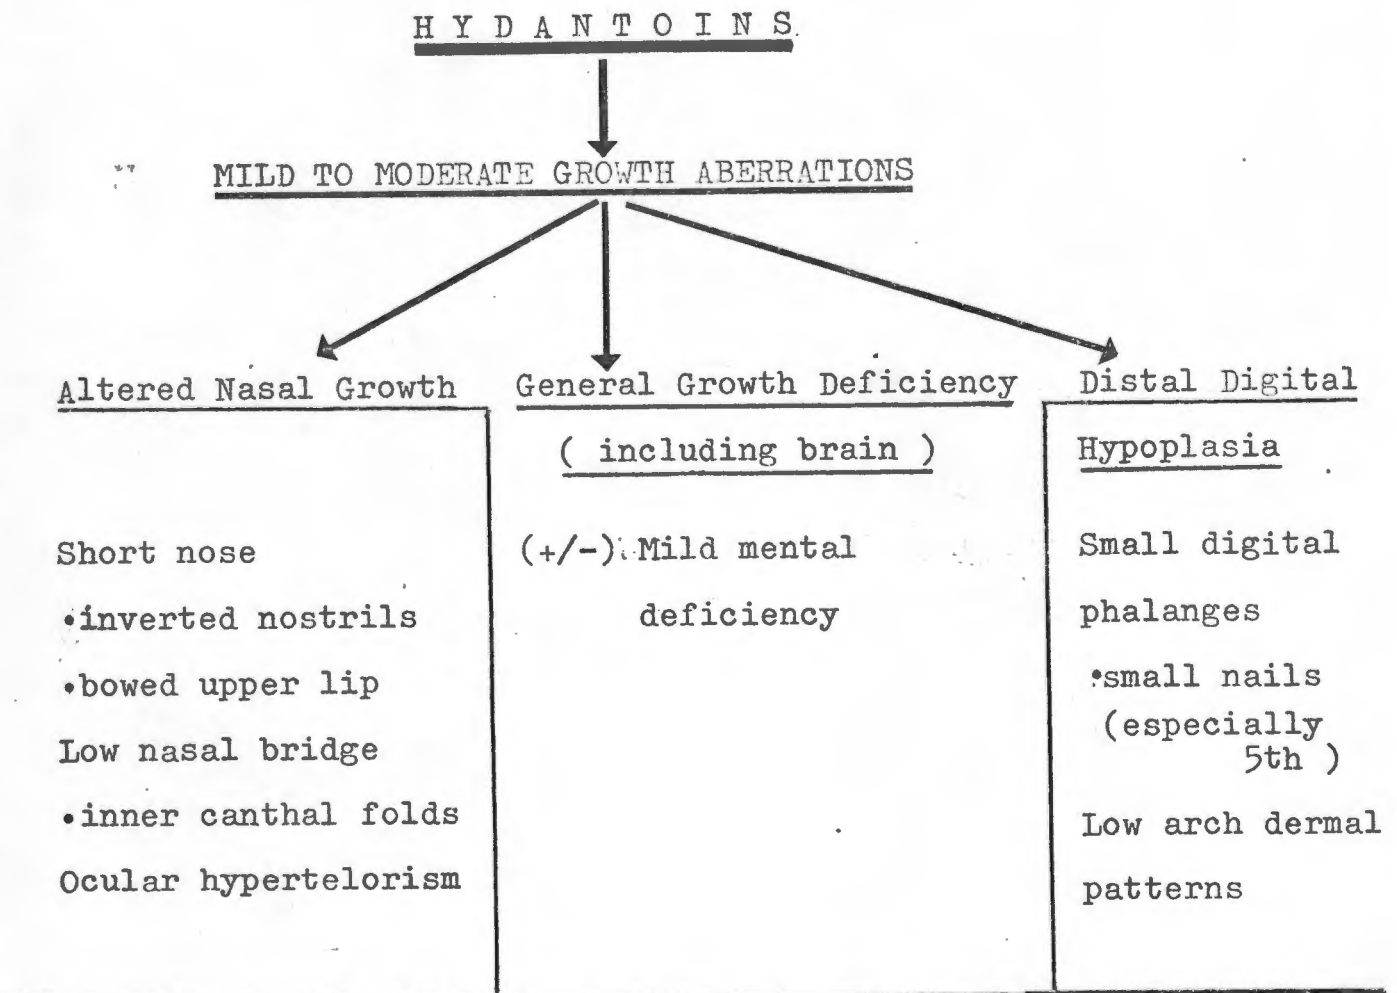 HYDANTOINS
MILD TO MODERATE GROWTH ABERRATIONS
Altered Nasal Growth
Short nose
•inverted nostrils
•bowed upper lip
Low nasal bridge
•inner canthal folds
Ocular hypertelorism
General Growth Deficiency
( including brain )
(+/-) Mild mental
deficiency
Distal Digital
Hypoplasia
Small digital
phalanges
•small nails
(especially
5th )
Low arch dermal
patterns